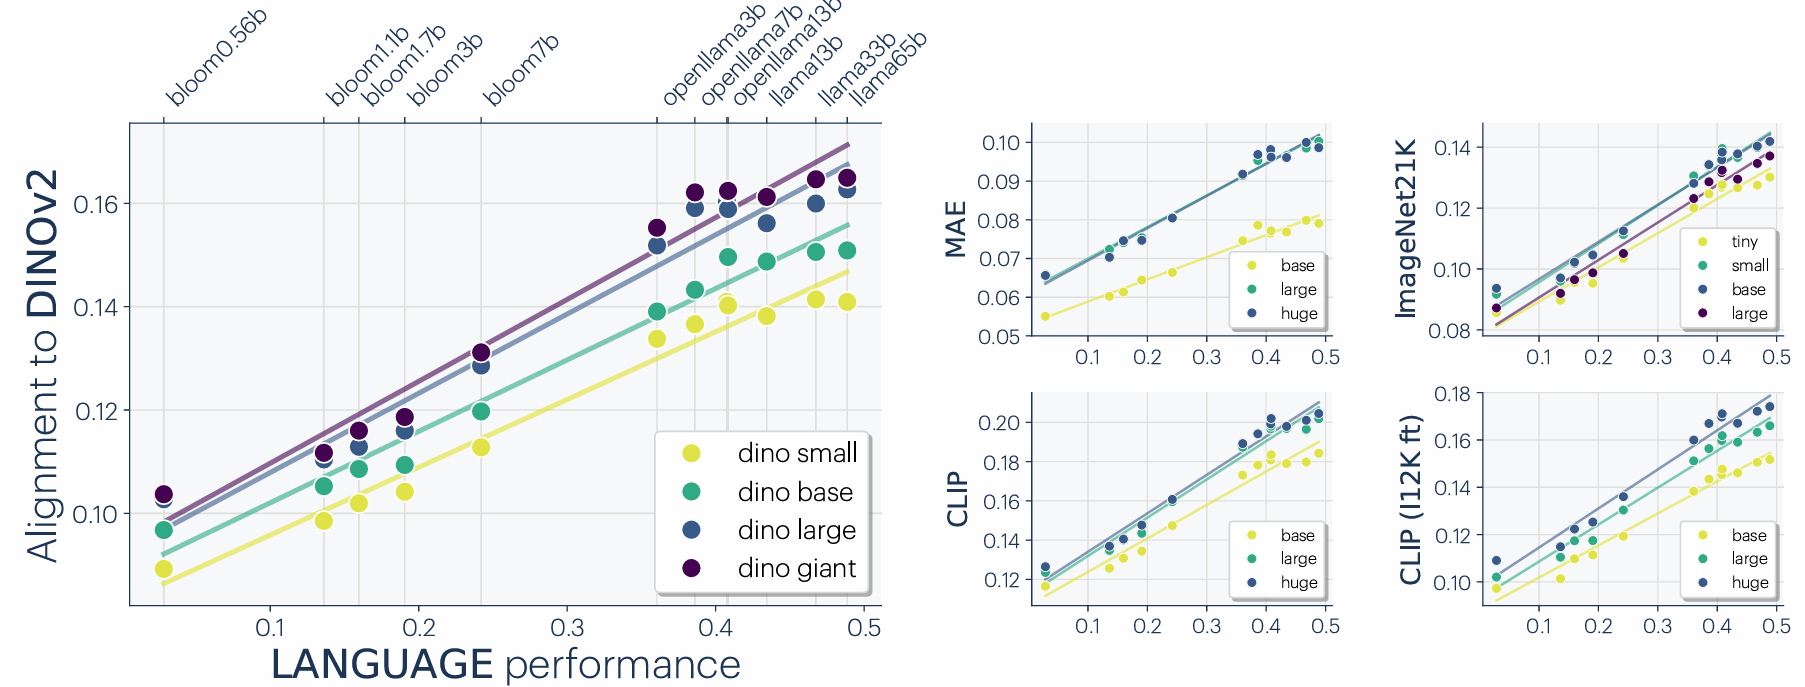 bloom0.56b
bloom1.1b
bloom1.7b
bloom3b
bloom7b
openllama3b
openllama7b
openllama13b
llama13b
llama33b
llama65b
Alignment to DINOv2
0.16
0.14
0.12
0.10
dino small
dino base
dino large
dino giant
0.1 0.2 0.3 0.4 0.5
LANGUAGE performance
MAE
0.10
0.09
0.08
0.07
0.06
0.05
base
large
huge
0.1 0.2 0.3 0.4 0.5
ImageNet21K
0.14
0.12
0.10
0.08
tiny
small
base
large
0.1 0.2 0.3 0.4 0.5
CLIP
0.20
0.18
0.16
0.14
0.12
base
large
huge
0.1 0.2 0.3 0.4 0.5
CLIP (I12K ft)
0.18
0.16
0.14
0.12
0.10
base
large
huge
0.1 0.2 0.3 0.4 0.5